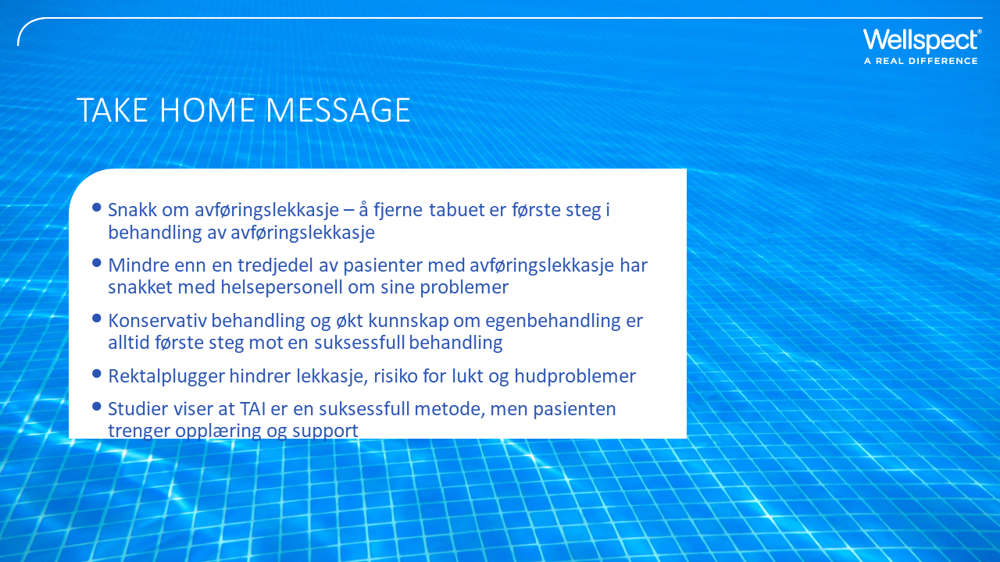 Wellspect®
A REAL DIFFERENCE
TAKE HOME MESSAGE
• Snakk om avføringslekkasje – å fjerne tabuet er første steg i
behandling av avføringslekkasje
• Mindre enn en tredjedel av pasienter med avføringslekkasje har
snakket med helsepersonell om sine problemer
• Konservativ behandling og økt kunnskap om egenbehandling er
alltid første steg mot en suksessfull behandling
• Rektalplugger hindrer lekkasje, risiko for lukt og hudproblemer
• Studier viser at TAI er en suksessfull metode, men pasienten
trenger opplæring og support